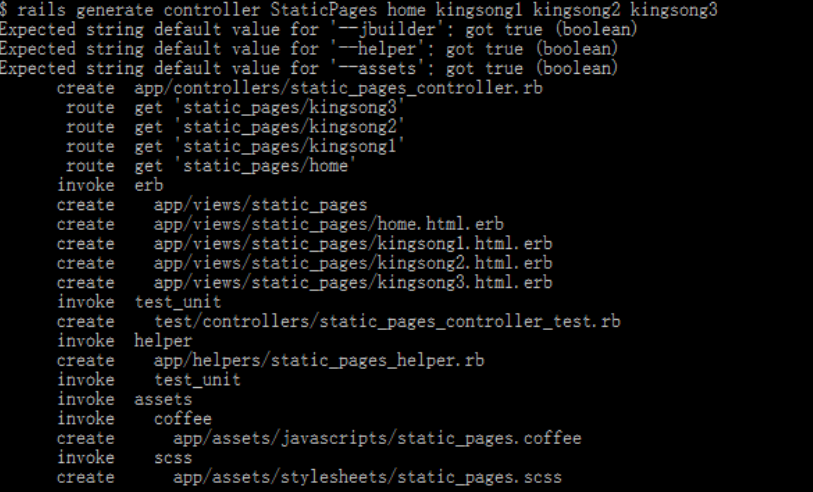 $ rails generate controller StaticPages home kingsong1 kingsong2 kingsong3
Expected string default value for '--jbuilder'; got true (boolean)
Expected string default value for '--helper'; got true (boolean)
Expected string default value for '--assets'; got true (boolean)
      create  app/controllers/static_pages_controller.rb
       route  get 'static_pages/kingsong3'
       route  get 'static_pages/kingsong2'
       route  get 'static_pages/kingsong1'
       route  get 'static_pages/home'
      invoke  erb
      create    app/views/static_pages
      create    app/views/static_pages/home.html.erb
      create    app/views/static_pages/kingsong1.html.erb
      create    app/views/static_pages/kingsong2.html.erb
      create    app/views/static_pages/kingsong3.html.erb
      invoke  test_unit
      create    test/controllers/static_pages_controller_test.rb
      invoke  helper
      create    app/helpers/static_pages_helper.rb
      invoke    test_unit
      invoke  assets
      invoke    coffee
      create      app/assets/javascripts/static_pages.coffee
      invoke    scss
      create      app/assets/stylesheets/static_pages.scss